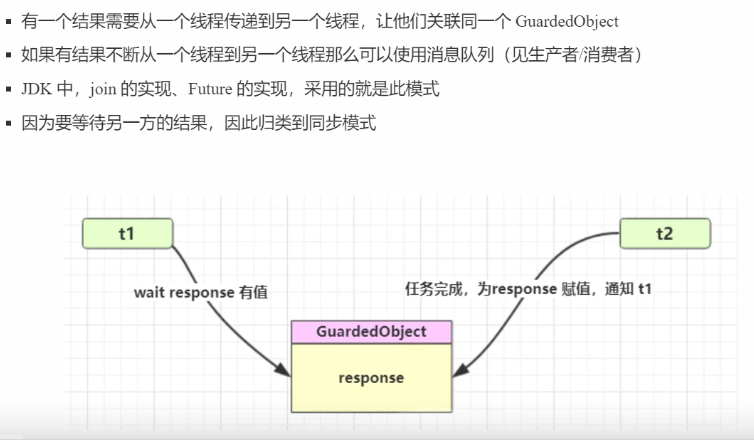 有一个结果需要从一个线程传递到另一个线程，让他们关联同一个 GuardedObject
如果有结果不断从一个线程到另一个线程那么可以使用消息队列（见生产者/消费者）
JDK 中，join 的实现、Future 的实现，采用的就是此模式
因为要等待另一方的结果，因此归类到同步模式
t1
t2
wait response 有值
任务完成，为response 赋值，通知 t1
GuardedObject
response